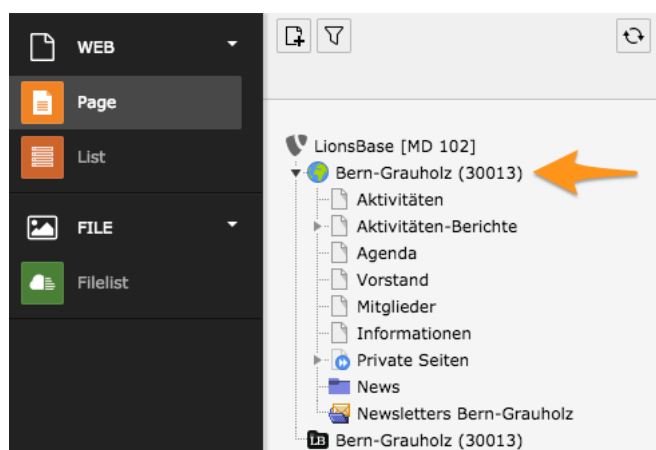 WEB
Page
List
FILE
Filelist
LionsBase [MD 102]
Bern-Grauholz (30013)
Aktivitäten
Aktivitäten-Berichte
Agenda
Vorstand
Mitglieder
Informationen
Private Seiten
News
Newsletters Bern-Grauholz
LB Bern-Grauholz (30013)